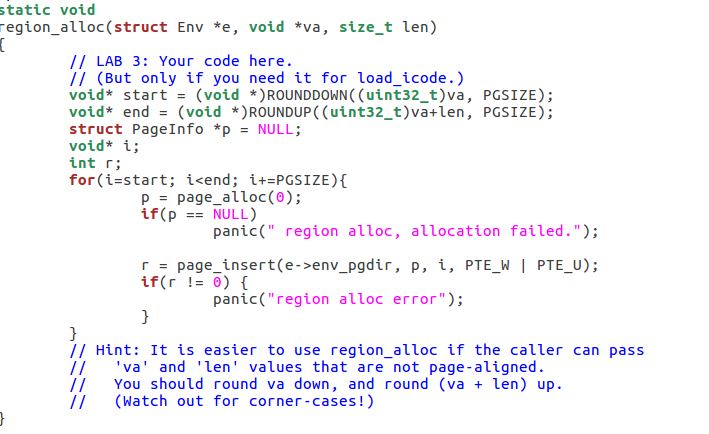 static void
region_alloc(struct Env *e, void *va, size_t len)
{
        // LAB 3: Your code here.
        // (But only if you need it for load_icode.)
        void* start = (void *)ROUNDDOWN((uint32_t)va, PGSIZE);
        void* end = (void *)ROUNDUP((uint32_t)va+len, PGSIZE);
        struct PageInfo *p = NULL;
        void* i;
        int r;
        for(i=start; i<end; i+=PGSIZE){
                p = page_alloc(0);
                if(p == NULL)
                        panic(" region alloc, allocation failed.");

                r = page_insert(e->env_pgdir, p, i, PTE_W | PTE_U);
                if(r != 0) {
                        panic("region alloc error");
                }
        }
        // Hint: It is easier to use region_alloc if the caller can pass
        //   'va' and 'len' values that are not page-aligned.
        //   You should round va down, and round (va + len) up.
        //   (Watch out for corner-cases!)
}